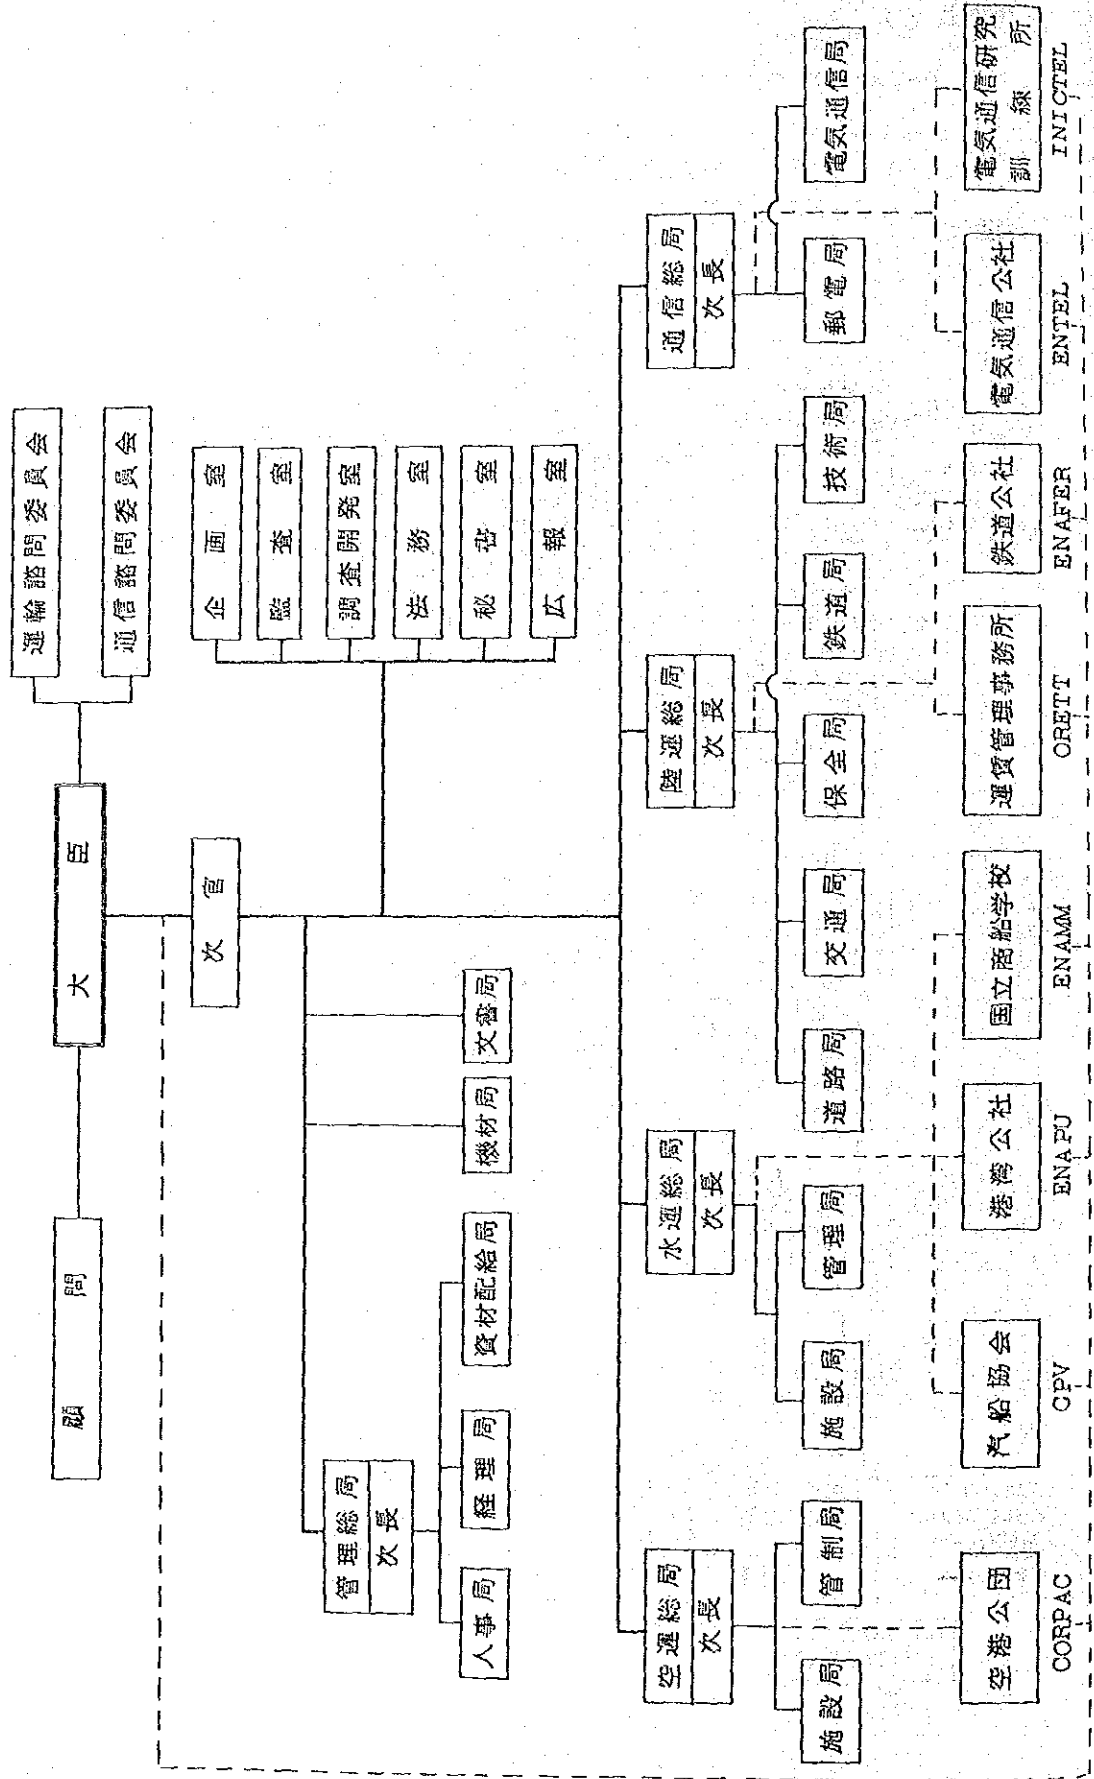 大臣
顧問
運輸諮問委員会
通信諮問委員会
次官
企画室
監査室
調査開発室
法務室
秘書室
広報室
管理総局
次長
人事局
経理局
資材配給局
機材局
文書局
空運総局
次長
施設局
管制局
水運総局
次長
施設局
管理局
陸運総局
次長
道路局
交通局
保全局
鉄道局
技術局
通信総局
次長
郵電局
電気通信局
空港公団
CORPAC
汽船協会
CPV
港湾公社
ENAPU
国立商船学校
ENAMM
運賃管理事務所
ORETT
鉄道公社
ENAFER
電気通信公社
ENTEL
電気通信研究
訓練所
INICTEL